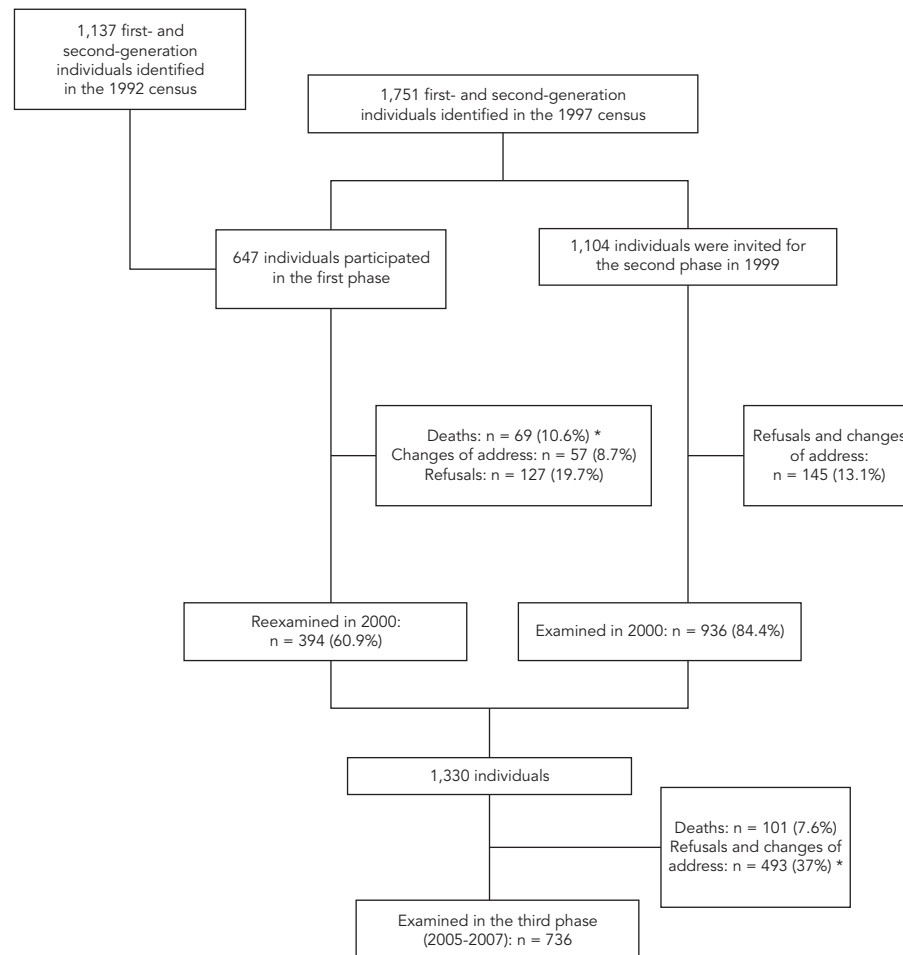 1,137 first- and
second-generation
individuals identified
in the 1992 census
1,751 first- and second-generation
individuals identified in the 1997 census
647 individuals participated
in the first phase
1,104 individuals were invited for
the second phase in 1999
Deaths: n = 69 (10.6%) *
Changes of address: n = 57 (8.7%)
Refusals: n = 127 (19.7%)
Refusals and changes
of address:
n = 145 (13.1%)
Reexamined in 2000:
n = 394 (60.9%)
Examined in 2000: n = 936 (84.4%)
1,330 individuals
Deaths: n = 101 (7.6%)
Refusals and changes of
address: n = 493 (37%) *
Examined in the third phase
(2005-2007): n = 736